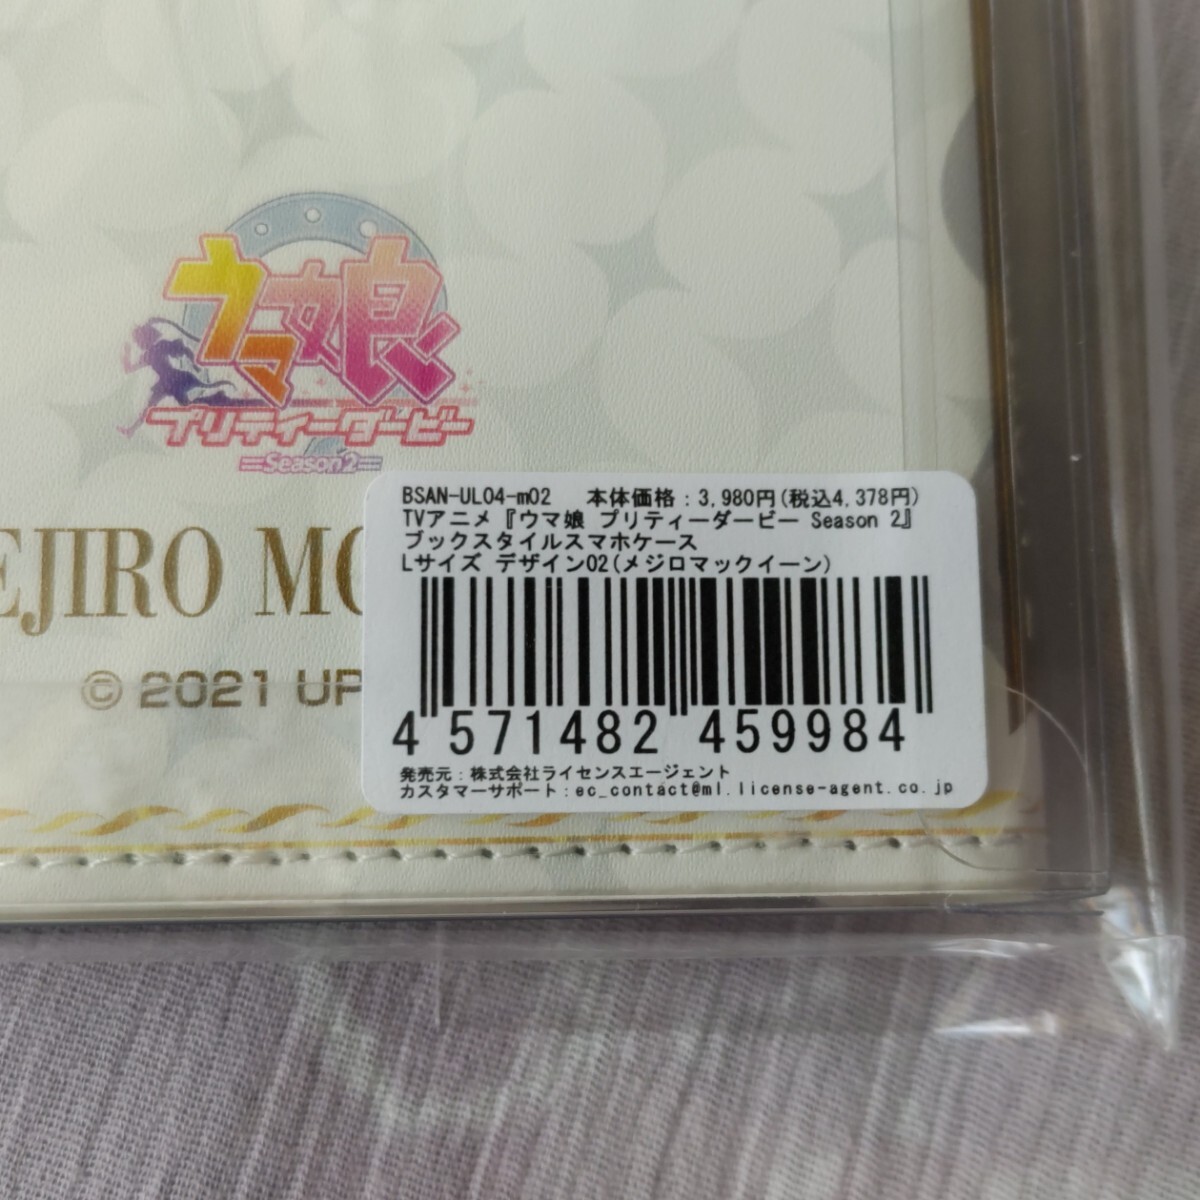 ウマ娘
プリティーダービー
=Season2=
EJIRO MC
© 2021 UP
BSAN-UL04-m02 本体価格：3,980円(税込4,378円)
TVアニメ『ウマ娘 プリティーダービー Season 2』
ブックスタイルスマホケース
Lサイズ デザイン02(メジロマックイーン)
4 571482 459984
発売元：株式会社ライセンスエージェント
カスタマーサポート：ec_contact@ml.license-agent.co.jp